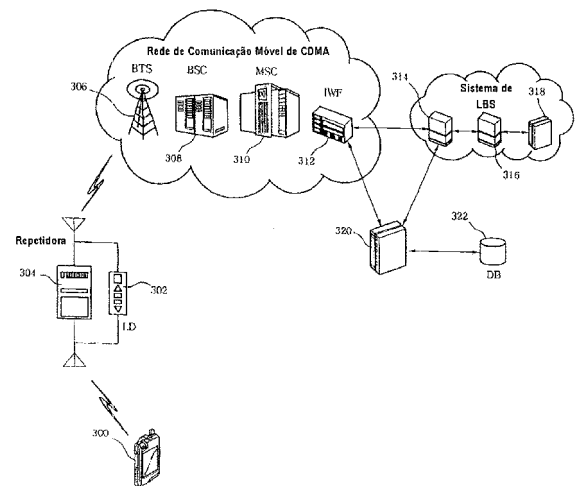 Rede de Comunicação Móvel de CDMA
BTS
BSC
MSC
IWF
306
308
310
312
314
Sistema de
LBS
318
316
320
322
DB
Repetidora
304
302
LD
300